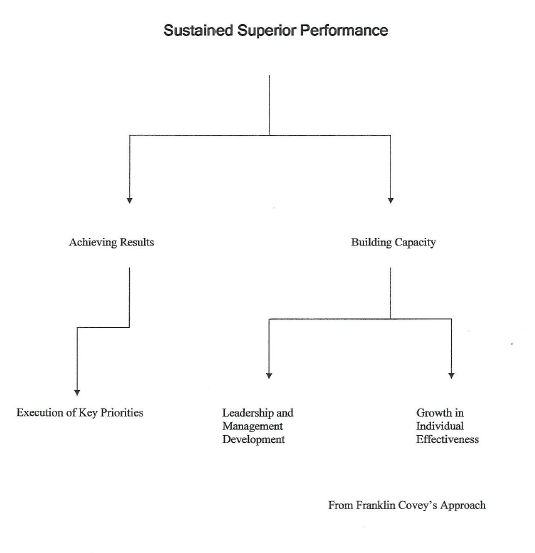 Sustained Superior Performance
Achieving Results
Building Capacity
Execution of Key Priorities
Leadership and
Management
Development
Growth in
Individual
Effectiveness
From Franklin Covey's Approach